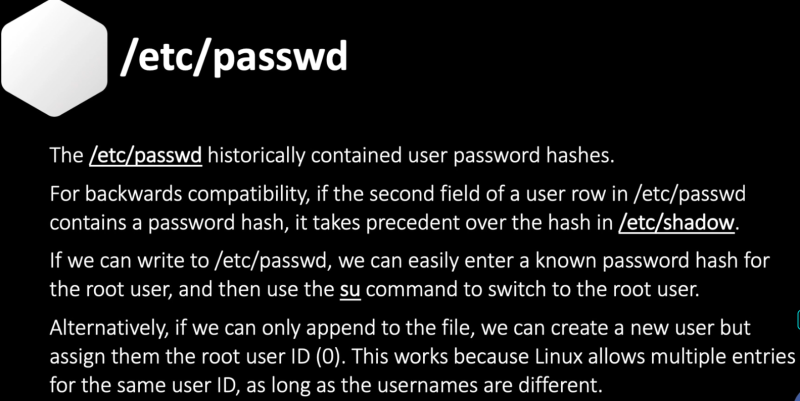 /etc/passwd
The /etc/passwd historically contained user password hashes.
For backwards compatibility, if the second field of a user row in /etc/passwd
contains a password hash, it takes precedent over the hash in /etc/shadow.
If we can write to /etc/passwd, we can easily enter a known password hash for
the root user, and then use the su command to switch to the root user.
Alternatively, if we can only append to the file, we can create a new user but
assign them the root user ID (0). This works because Linux allows multiple entries
for the same user ID, as long as the usernames are different.